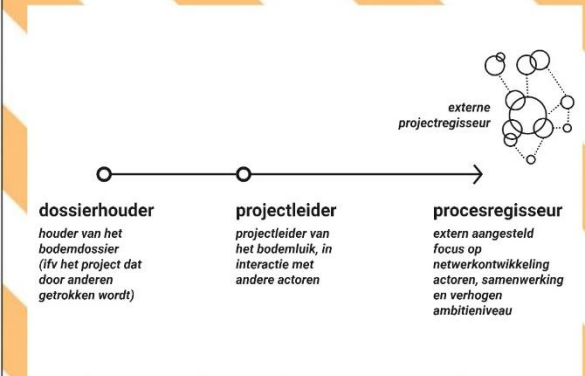 externe
projectregisseur
dossierhouder
houder van het
bodemdossier
(ifv het project dat
door anderen
getrokken wordt)
projectleider
projectleider van
het bodemluik, in
interactie met
andere actoren
procesregisseur
extern aangesteld
focus op
netwerkontwikkeling
actoren, samenwerking
en verhogen
ambitieniveau